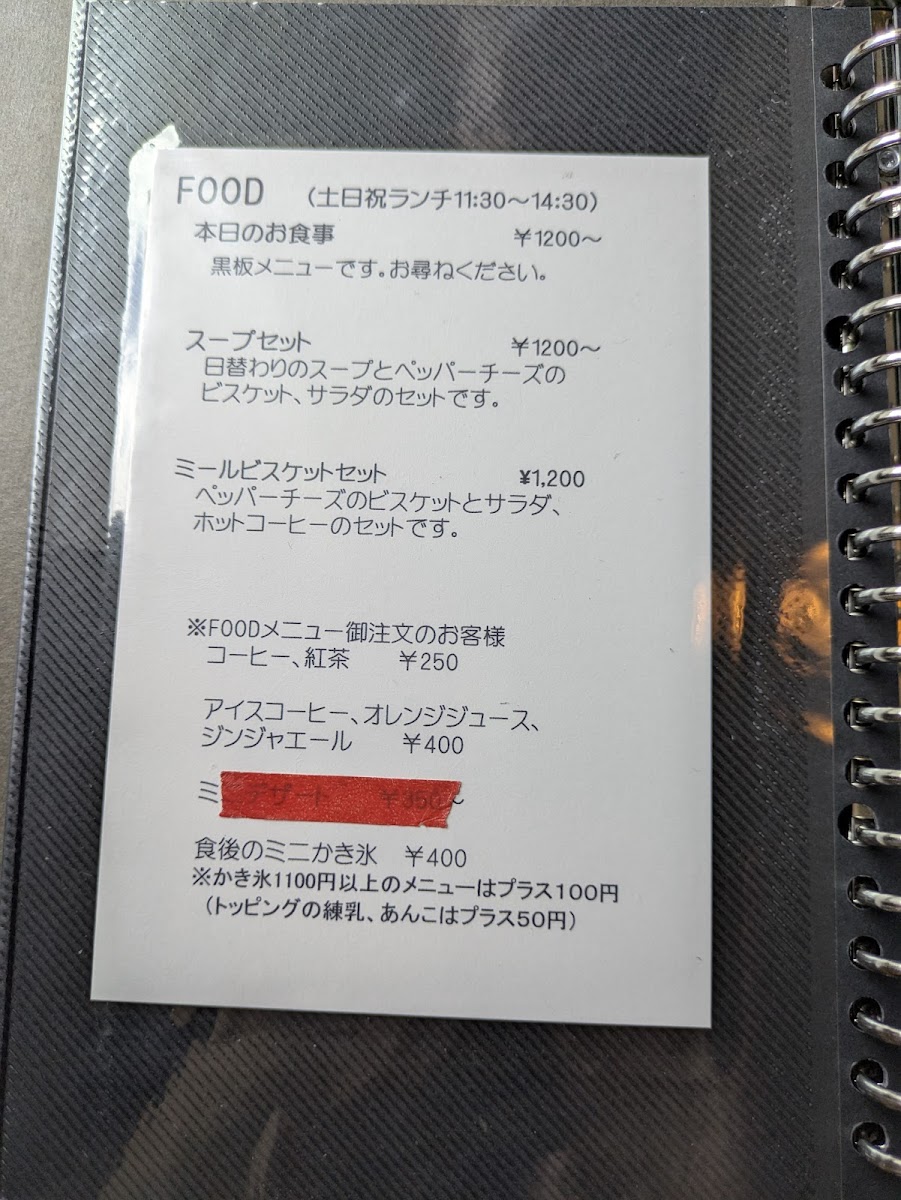 FOOD (土日祝ランチ11:30～14:30)
本日のお食事 ￥1200～
黒板メニューです。お尋ねください。
スープセット ￥1200～
日替わりのスープとペッパーチーズの
ビスケット、サラダのセットです。
ミールビスケットセット ¥1,200
ペッパーチーズのビスケットとサラダ、
ホットコーヒーのセットです。
※FOODメニュー御注文のお客様
コーヒー、紅茶 ￥250
アイスコーヒー、オレンジジュース、
ジンジャエール ￥400
ミニデザート ￥350～
食後のミニかき氷 ￥400
※かき氷1100円以上のメニューはプラス100円
(トッピングの練乳、あんこはプラス50円)